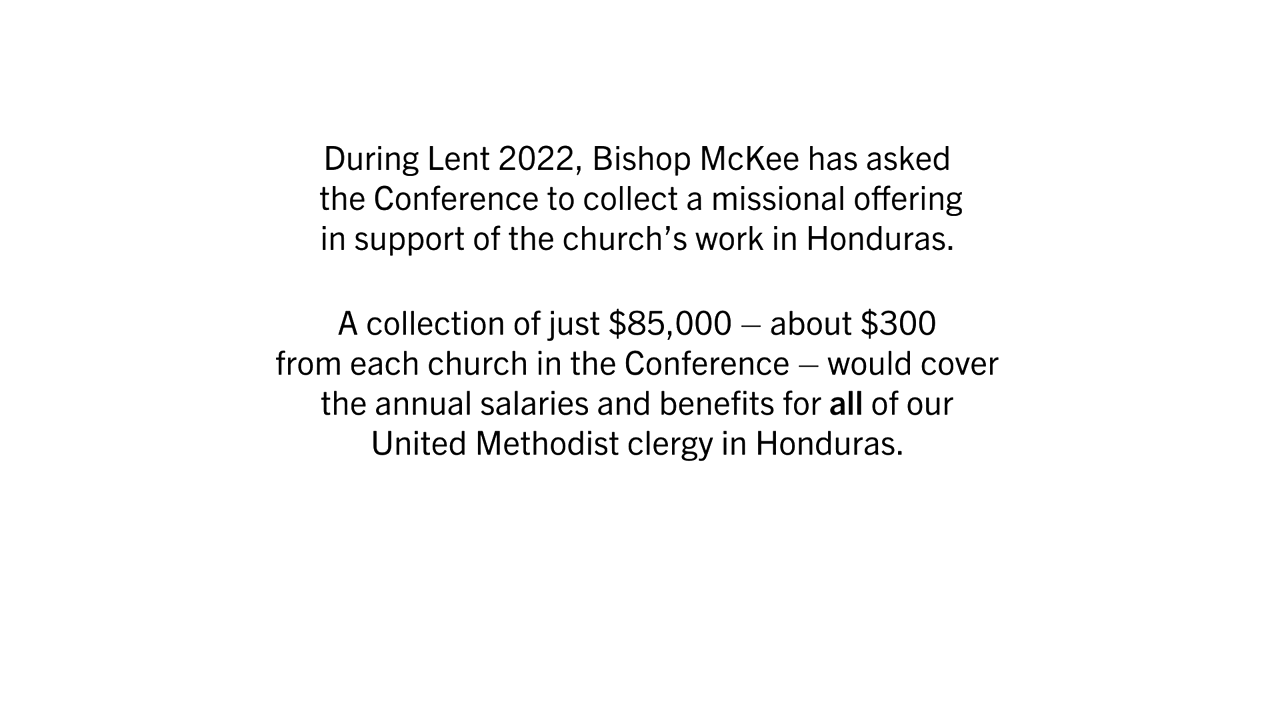 During Lent 2022, Bishop McKee has asked
the Conference to collect a missional offering
in support of the church’s work in Honduras.
A collection of just $85,000 – about $300
from each church in the Conference – would cover
the annual salaries and benefits for all of our
United Methodist clergy in Honduras.